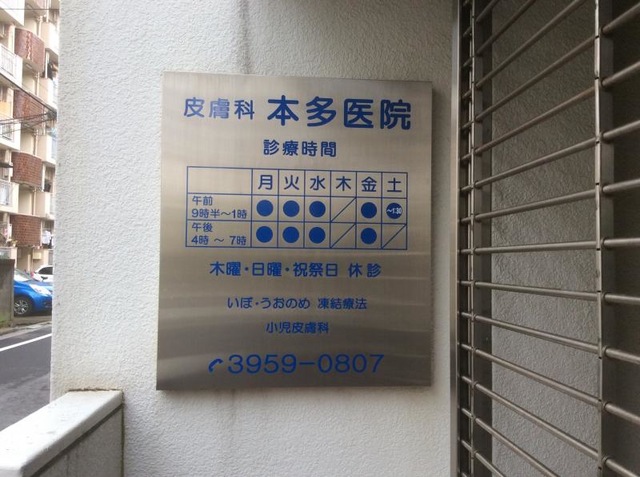 皮膚科 本多医院
診療時間
月 火 水 木 金 土
午前 9時半〜1時 ● ● ● ／ ● 〜1:30
午後 4時 〜 7時 ● ● ● ／ ● ／
木曜・日曜・祝祭日 休診
いぼ・うおのめ 凍結療法
小児皮膚科
3959-0807